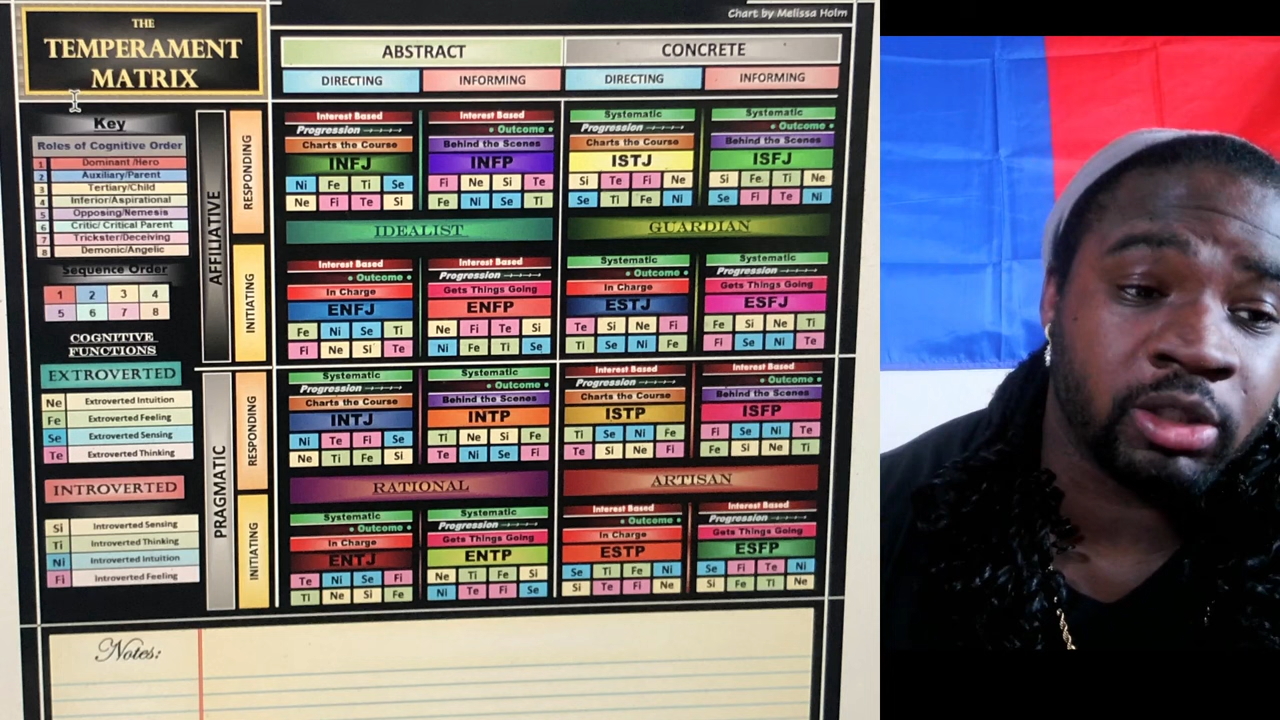 THE
TEMPERAMENT
MATRIX
Chart by Melissa Holm
Key
Roles of Cognitive Order
1 Dominant /Hero
2 Auxiliary/Parent
3 Tertiary/Child
4 Inferior/Aspirational
5 Opposing/Nemesis
6 Critic/ Critical Parent
7 Trickster/Deceiving
8 Demonic/Angelic
Sequence Order
1 2 3 4
5 6 7 8
COGNITIVE
FUNCTIONS
EXTROVERTED
Ne Extroverted Intuition
Fe Extroverted Feeling
Se Extroverted Sensing
Te Extroverted Thinking
INTROVERTED
Si Introverted Sensing
Ti Introverted Thinking
Ni Introverted Intuition
Fi Introverted Feeling
ABSTRACT
CONCRETE
DIRECTING
INFORMING
DIRECTING
INFORMING
AFFILIATIVE
RESPONDING
Interest Based
Progression
Charts the Course
INFJ
Ni Fe Ti Se
Ne Fi Te Si
Interest Based
• Outcome •
Behind the Scenes
INFP
Fi Ne Si Te
Fe Ni Se Ti
Systematic
Progression
Charts the Course
ISTJ
Si Te Fi Ne
Se Ti Fe Ni
Systematic
• Outcome •
Behind the Scenes
ISFJ
Si Fe Ti Ne
Se Fi Te Ni
IDEALIST
GUARDIAN
INITIATING
Interest Based
• Outcome •
In Charge
ENFJ
Fe Ni Se Ti
Fi Ne Si Te
Interest Based
Progression
Gets Things Going
ENFP
Ne Fi Te Si
Ni Fe Ti Se
Systematic
• Outcome •
In Charge
ESTJ
Te Si Ne Fi
Ti Se Ni Fe
Systematic
Progression
Gets Things Going
ESFJ
Fe Si Ne Ti
Fi Se Ni Te
PRAGMATIC
RESPONDING
Systematic
Progression
Charts the Course
INTJ
Ni Te Fi Se
Ne Ti Fe Si
Systematic
• Outcome •
Behind the Scenes
INTP
Ti Ne Si Fe
Te Ni Se Fi
Interest Based
Progression
Charts the Course
ISTP
Ti Se Ni Fe
Te Si Ne Fi
Interest Based
• Outcome •
Behind the Scenes
ISFP
Fi Se Ni Te
Fe Si Ne Ti
RATIONAL
ARTISAN
INITIATING
Systematic
• Outcome •
In Charge
ENTJ
Te Ni Se Fi
Ti Ne Si Fe
Systematic
Progression
Gets Things Going
ENTP
Ne Ti Fe Si
Ni Te Fi Se
Interest Based
• Outcome •
In Charge
ESTP
Se Ti Fe Ni
Si Te Fi Ne
Interest Based
Progression
Gets Things Going
ESFP
Se Fi Te Ni
Si Fe Ti Ne
Notes: